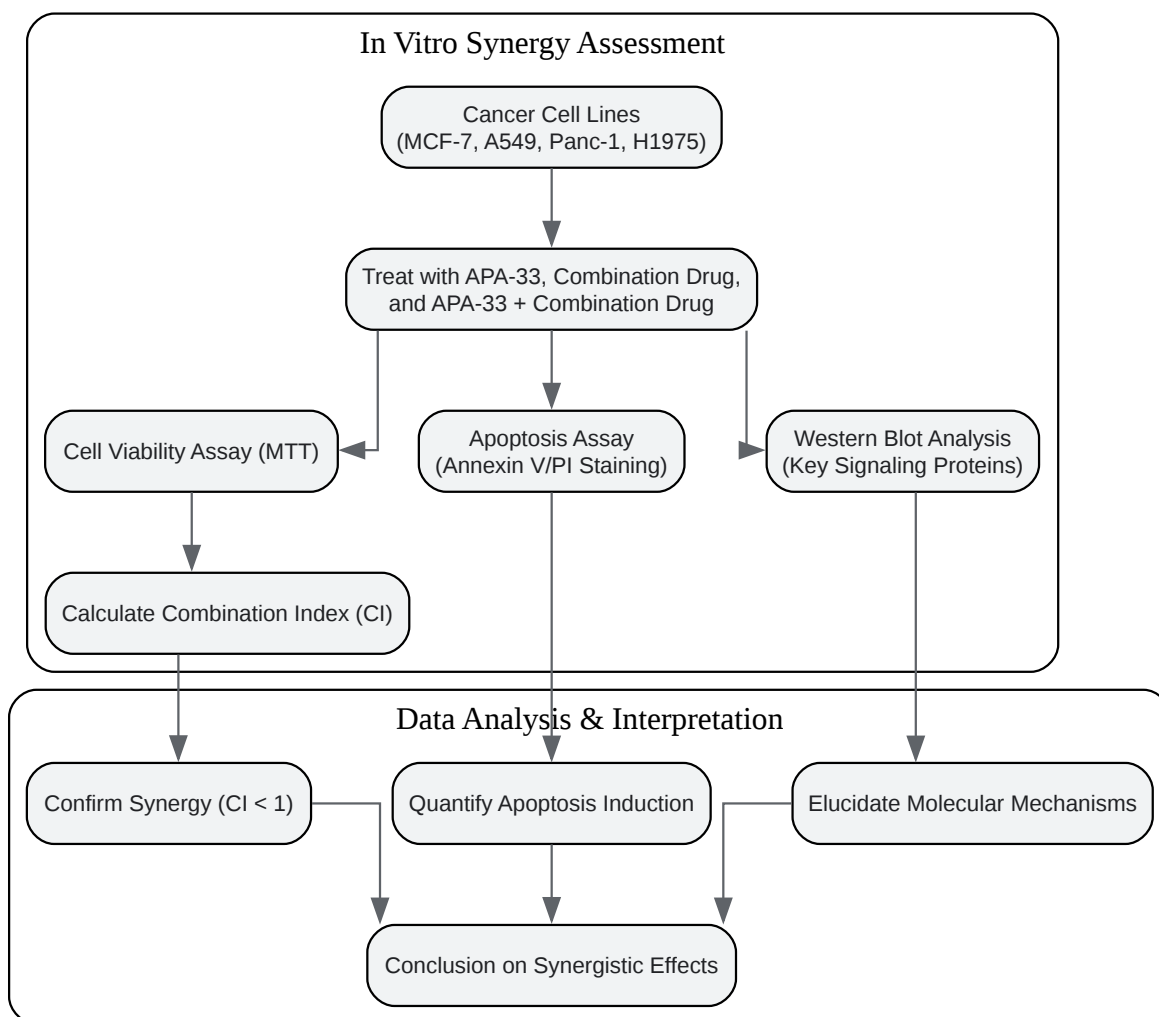 In Vitro Synergy Assessment
Cancer Cell Lines
(MCF-7, A549, Panc-1, H1975)
Treat with APA-33, Combination Drug,
and APA-33 + Combination Drug
Cell Viability Assay (MTT)
Apoptosis Assay
(Annexin V/PI Staining)
Western Blot Analysis
(Key Signaling Proteins)
Calculate Combination Index (CI)
Data Analysis & Interpretation
Confirm Synergy (CI < 1)
Quantify Apoptosis Induction
Elucidate Molecular Mechanisms
Conclusion on Synergistic Effects